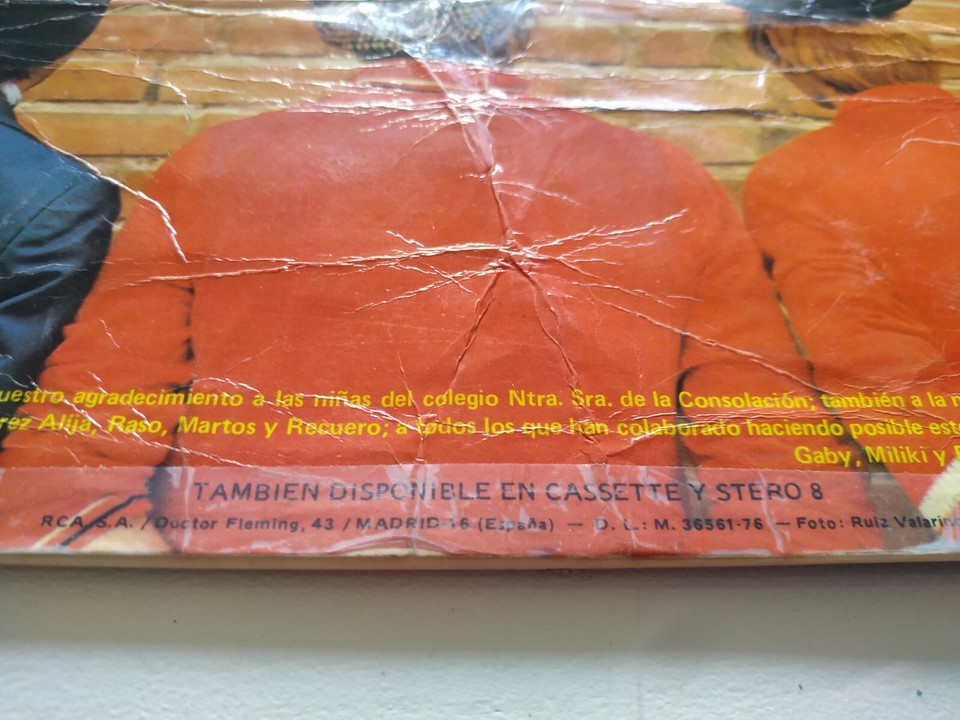 uestro agradecimiento a las niñas del colegio Ntra. Sra. de la Consolación; también a la
rez Alija, Raso, Martos y Recuero; a todos los que han colaborado haciendo posible est
Gaby, Miliki y
TAMBIEN DISPONIBLE EN CASSETTE Y STERO 8
RCA S.A. / Doctor Fleming, 43 / MADRID-16 (España) — D. L.: M. 36561-76 — Foto: Ruiz Valarino